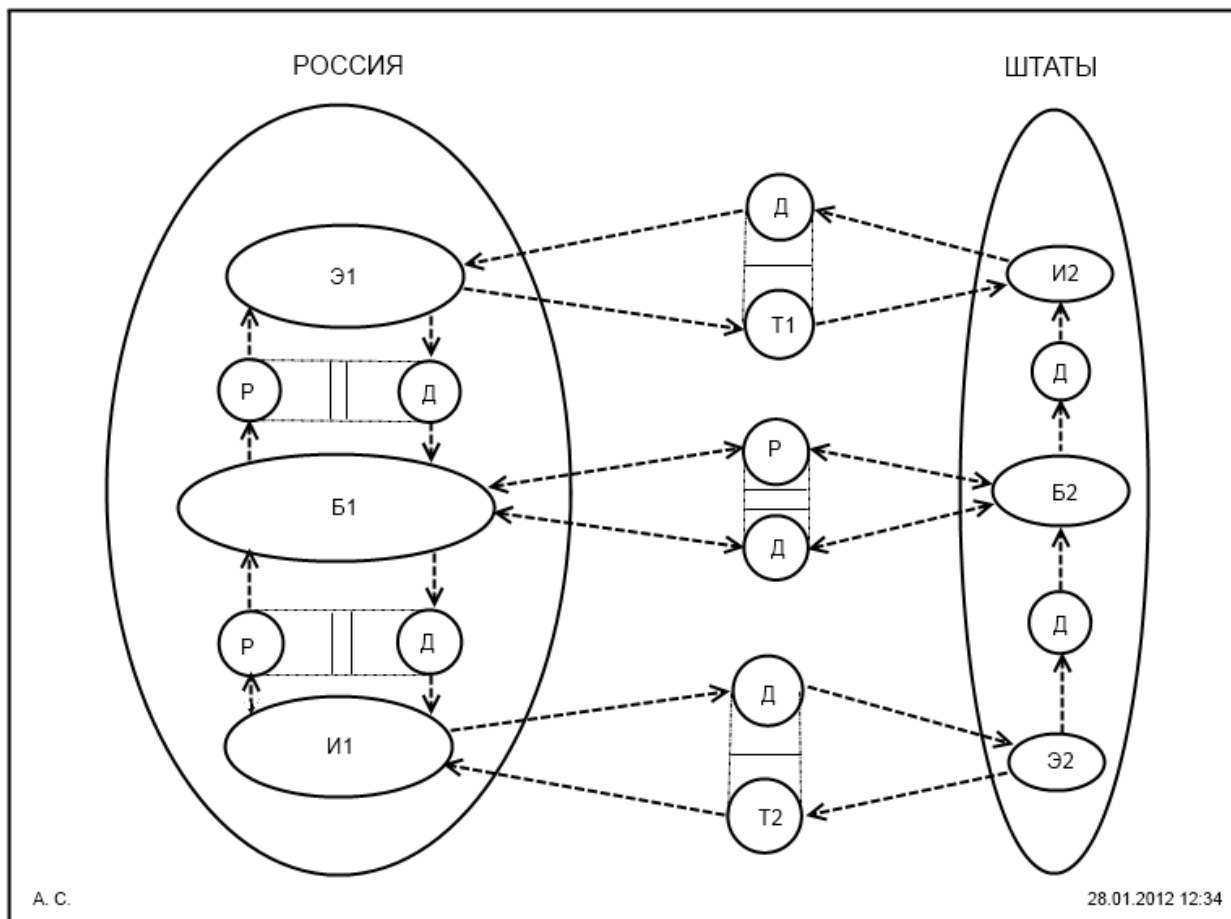 РОССИЯ
ШТАТЫ
Д
Э1
И2
Т1
Д
Р
Д
Р
Б1
Б2
Д
Р
Д
Д
Д
И1
Э2
Т2
А. С.
28.01.2012 12:34